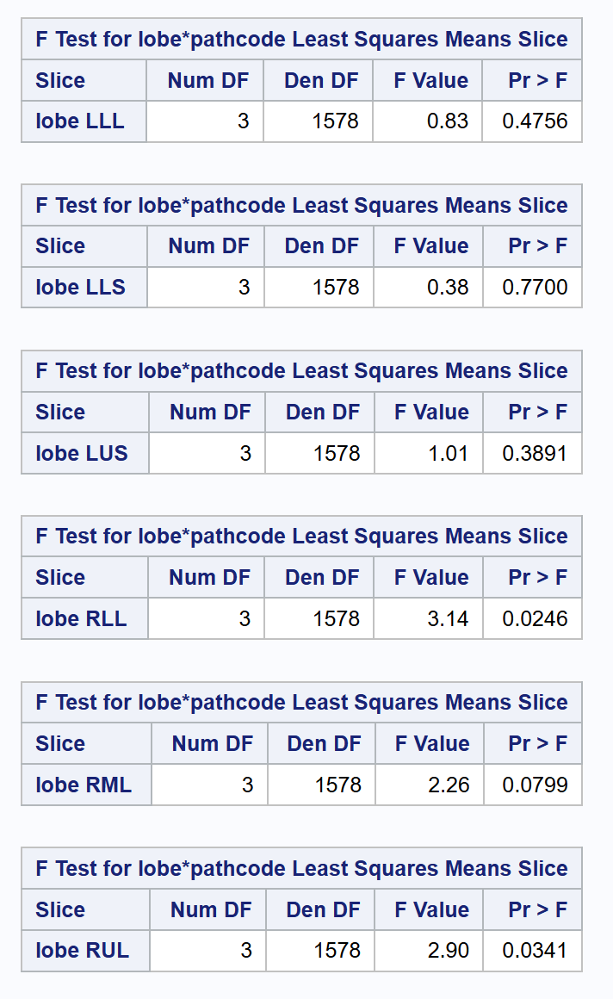 F Test for lobe*pathcode Least Squares Means Slice
Slice Num DF Den DF F Value Pr > F
lobe LLL 3 1578 0.83 0.4756
F Test for lobe*pathcode Least Squares Means Slice
Slice Num DF Den DF F Value Pr > F
lobe LLS 3 1578 0.38 0.7700
F Test for lobe*pathcode Least Squares Means Slice
Slice Num DF Den DF F Value Pr > F
lobe LUS 3 1578 1.01 0.3891
F Test for lobe*pathcode Least Squares Means Slice
Slice Num DF Den DF F Value Pr > F
lobe RLL 3 1578 3.14 0.0246
F Test for lobe*pathcode Least Squares Means Slice
Slice Num DF Den DF F Value Pr > F
lobe RML 3 1578 2.26 0.0799
F Test for lobe*pathcode Least Squares Means Slice
Slice Num DF Den DF F Value Pr > F
lobe RUL 3 1578 2.90 0.0341